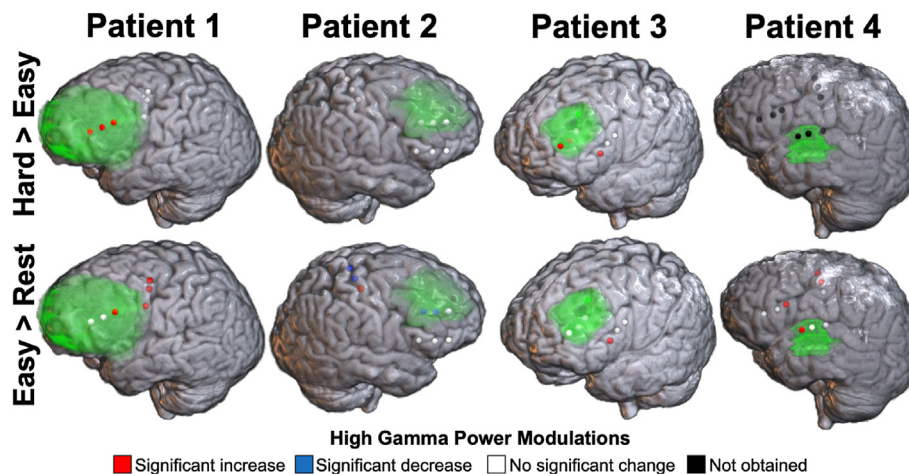 Patient 1 Patient 2 Patient 3 Patient 4
Hard > Easy
Easy > Rest
High Gamma Power Modulations
Significant increase Significant decrease No significant change Not obtained